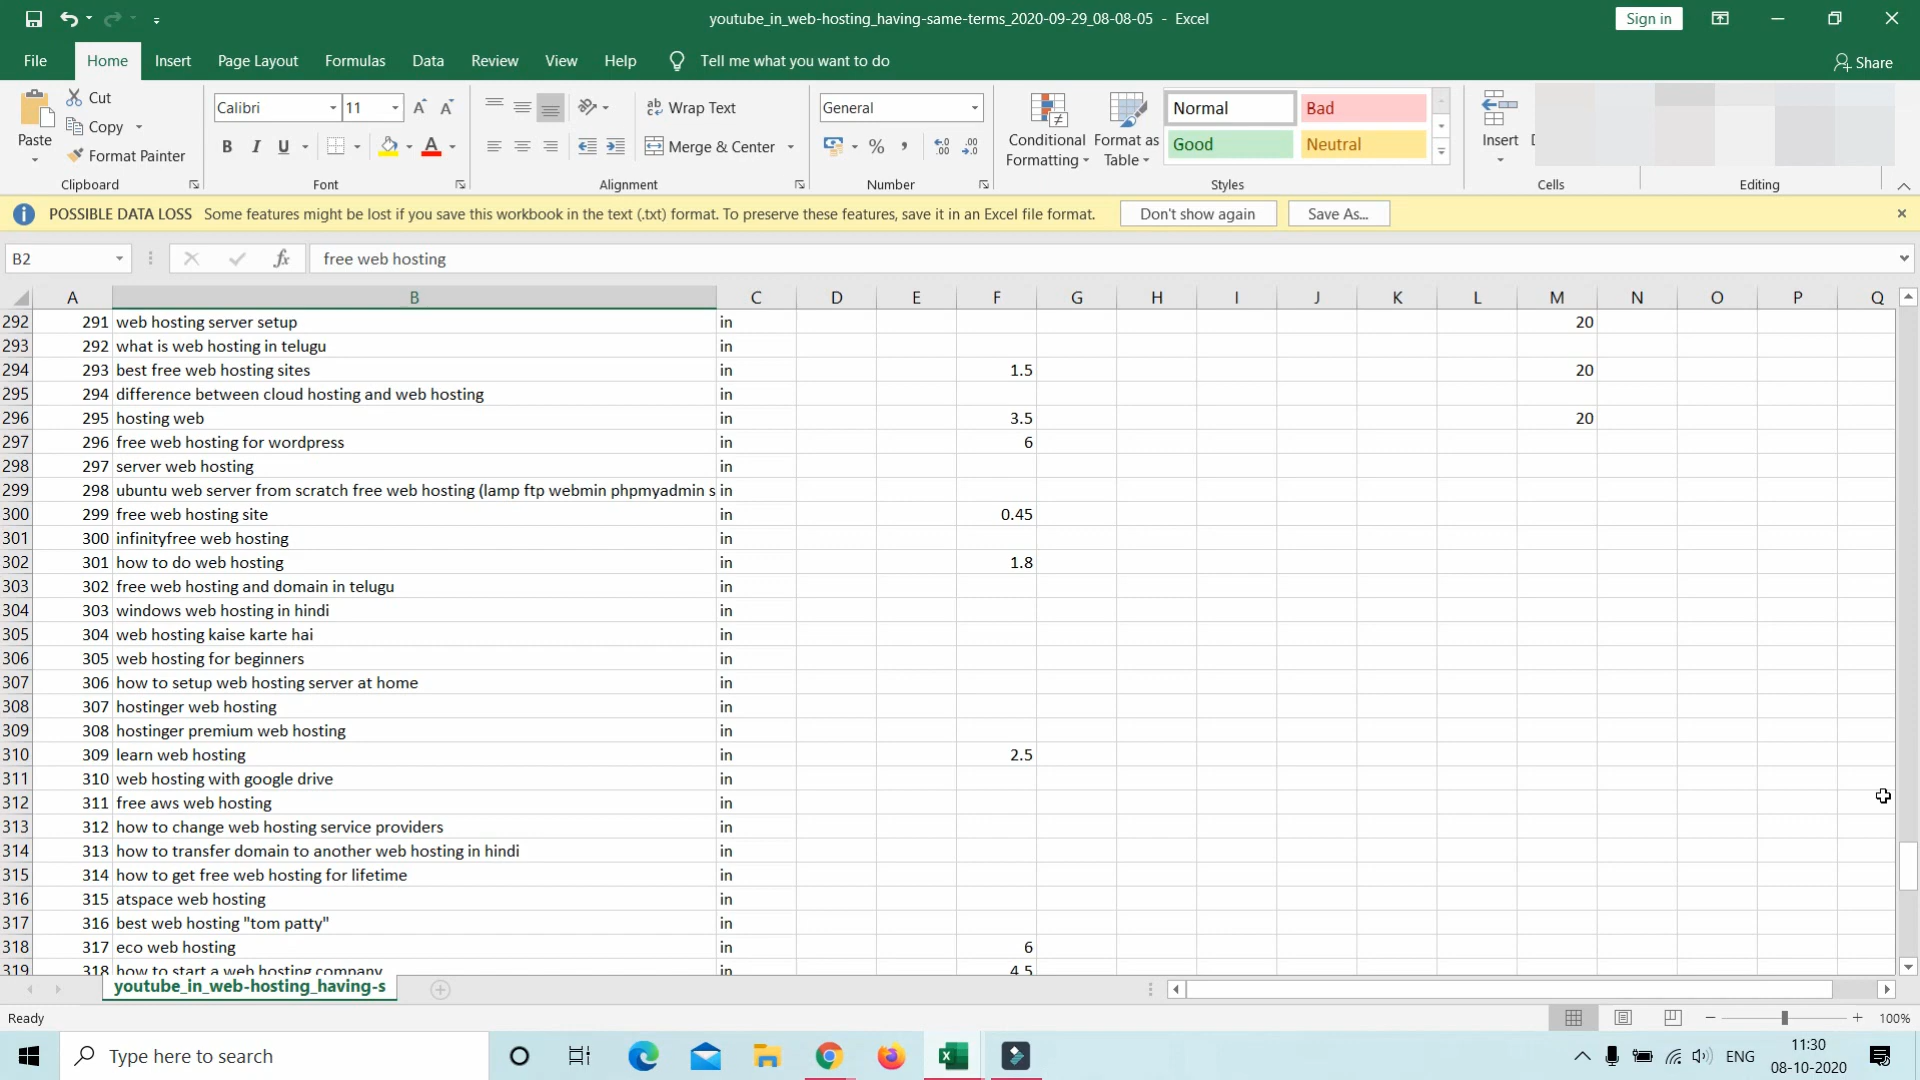 youtube_in_web-hosting_having-same-terms_2020-09-29_08-08-05 - Excel
Sign in
File Home Insert Page Layout Formulas Data Review View Help Tell me what you want to do Share
Paste
Cut
Copy
Format Painter
Clipboard
Calibri 11
B I U A
Font
Wrap Text
Merge & Center
Alignment
General
%
Number
Conditional Formatting
Format as Table
Normal Bad
Good Neutral
Styles
Insert
Cells
Editing
POSSIBLE DATA LOSS Some features might be lost if you save this workbook in the text (.txt) format. To preserve these features, save it in an Excel file format. Don't show again Save As...
B2 fx free web hosting
A B C D E F G H I J K L M N O P Q
292 291 web hosting server setup in 20
293 292 what is web hosting in telugu in
294 293 best free web hosting sites in 1.5 20
295 294 difference between cloud hosting and web hosting in
296 295 hosting web in 3.5 20
297 296 free web hosting for wordpress in 6
298 297 server web hosting in
299 298 ubuntu web server from scratch free web hosting (lamp ftp webmin phpmyadmin s in
300 299 free web hosting site in 0.45
301 300 infinityfree web hosting in
302 301 how to do web hosting in 1.8
303 302 free web hosting and domain in telugu in
304 303 windows web hosting in hindi in
305 304 web hosting kaise karte hai in
306 305 web hosting for beginners in
307 306 how to setup web hosting server at home in
308 307 hostinger web hosting in
309 308 hostinger premium web hosting in
310 309 learn web hosting in 2.5
311 310 web hosting with google drive in
312 311 free aws web hosting in
313 312 how to change web hosting service providers in
314 313 how to transfer domain to another web hosting in hindi in
315 314 how to get free web hosting for lifetime in
316 315 atspace web hosting in
317 316 best web hosting "tom patty" in
318 317 eco web hosting in 6
319 318 how to start a web hosting company in 4.5
youtube_in_web-hosting_having-s
Ready 100%
Type here to search
ENG
11:30
08-10-2020